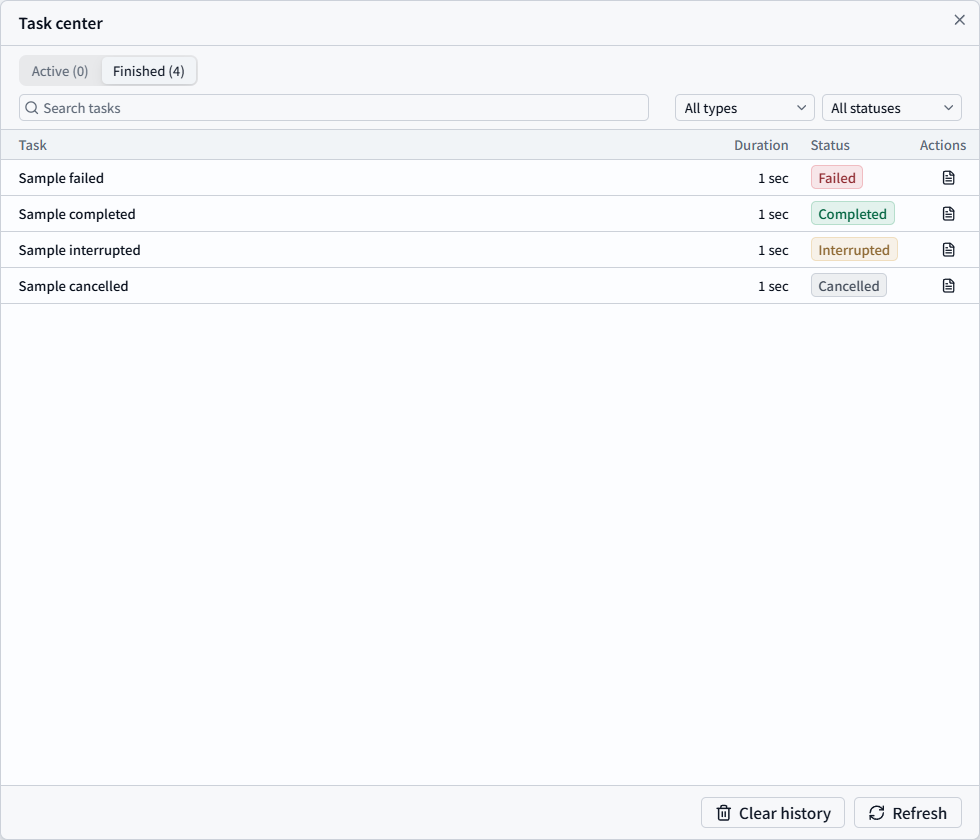 Task center
Active (0) Finished (4)
Search tasks All types All statuses
Task Duration Status Actions
Sample failed 1 sec Failed
Sample completed 1 sec Completed
Sample interrupted 1 sec Interrupted
Sample cancelled 1 sec Cancelled
Clear history Refresh